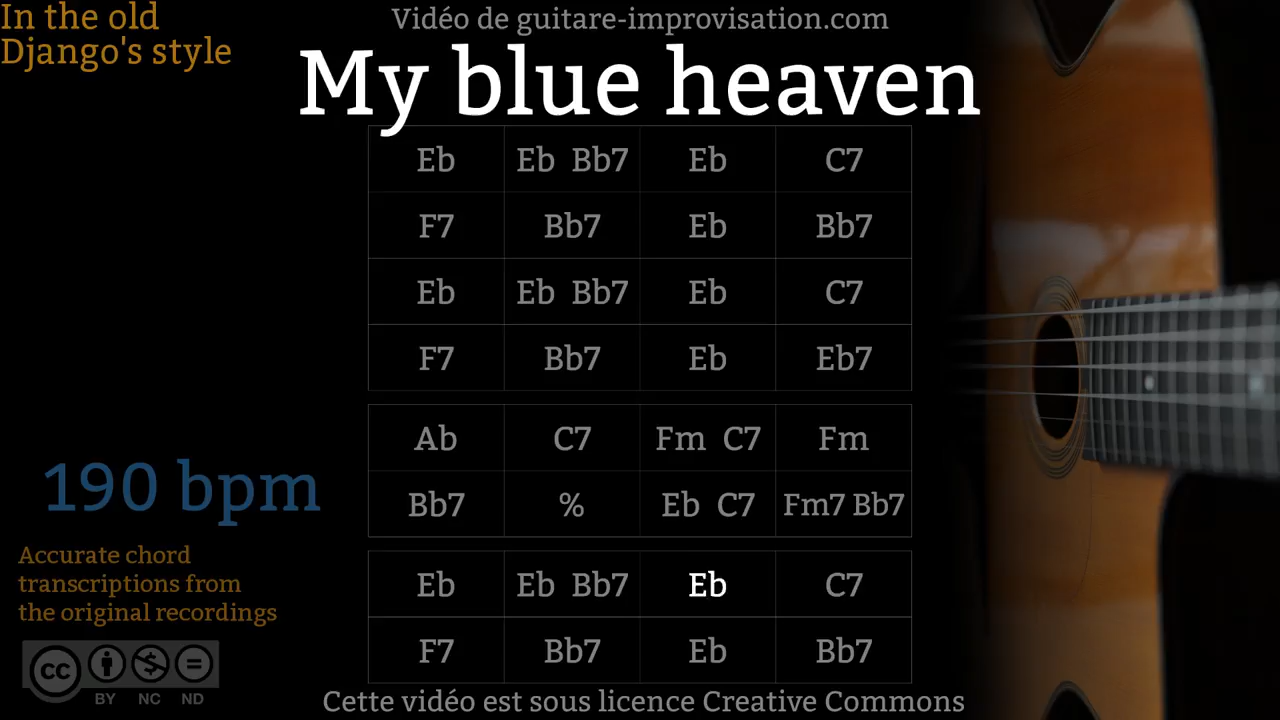 In the old
Django's style
Vidéo de guitare-improvisation.com
My blue heaven
Eb Eb Bb7 Eb C7
F7 Bb7 Eb Bb7
Eb Eb Bb7 Eb C7
F7 Bb7 Eb Eb7
Ab C7 Fm C7 Fm
Bb7 % Eb C7 Fm7 Bb7
Eb Eb Bb7 Eb C7
F7 Bb7 Eb Bb7
190 bpm
Accurate chord
transcriptions from
the original recordings
cc
BY NC ND
Cette vidéo est sous licence Creative Commons